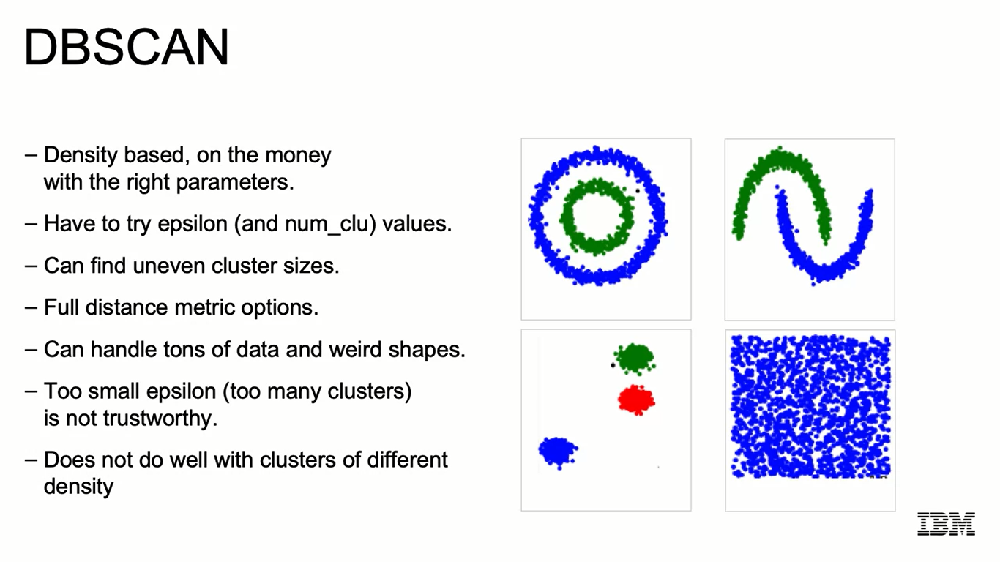 DBSCAN
– Density based, on the money
with the right parameters.
– Have to try epsilon (and num_clu) values.
– Can find uneven cluster sizes.
– Full distance metric options.
– Can handle tons of data and weird shapes.
– Too small epsilon (too many clusters)
is not trustworthy.
– Does not do well with clusters of different
density
IBM